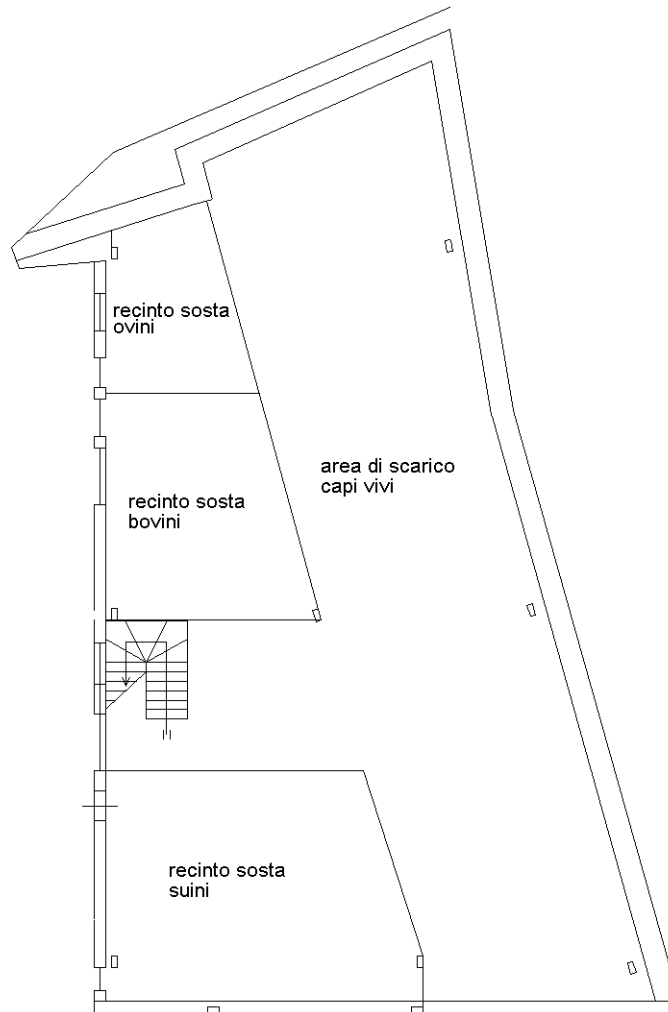 recinto sosta
ovini
area di scarico
capi vivi
recinto sosta
bovini
recinto sosta
suini